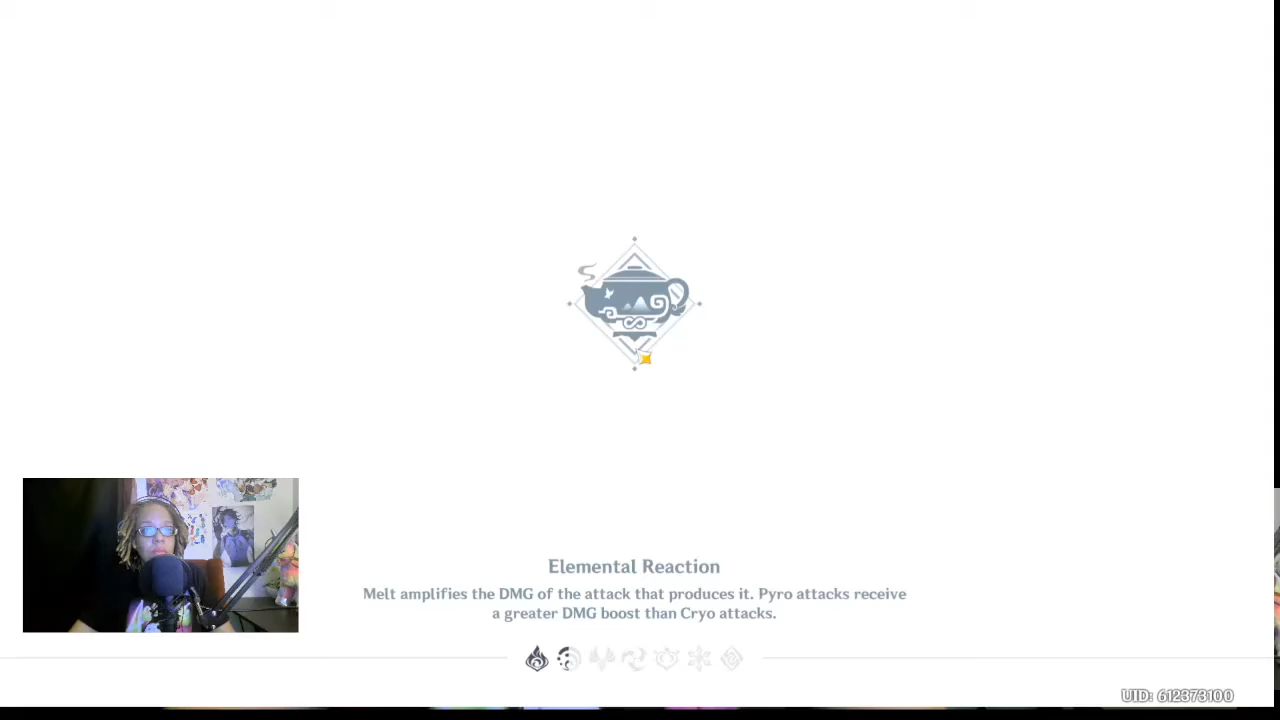 Elemental Reaction
Melt amplifies the DMG of the attack that produces it. Pyro attacks receive
a greater DMG boost than Cryo attacks.
UID: 612373100